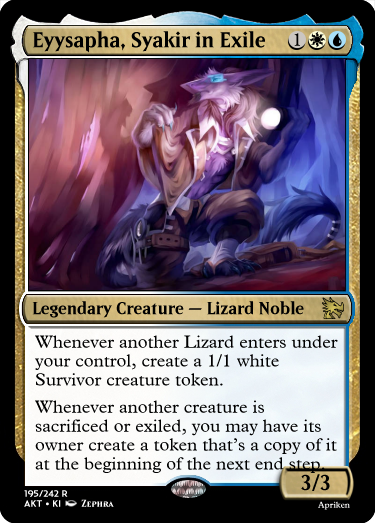 Eyysapha, Syakir in Exile 1
Legendary Creature — Lizard Noble
Whenever another Lizard enters under
your control, create a 1/1 white
Survivor creature token.
Whenever another creature is
sacrificed or exiled, you may have its
owner create a token that's a copy of it
at the beginning of the next end step.
3/3
195/242 R
AKT • KI ZEPHRA
Apriken